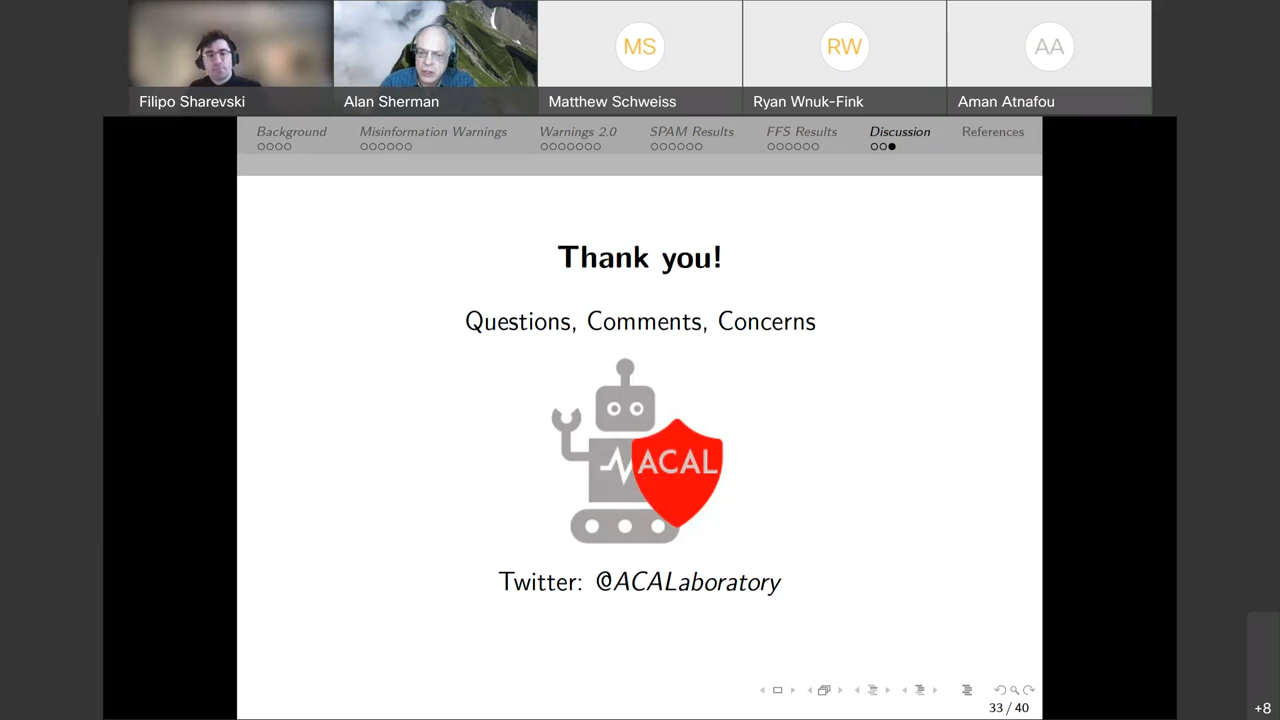 MS
RW
AA
Filipo Sharevski
Alan Sherman
Matthew Schweiss
Ryan Wnuk-Fink
Aman Atnafou
Background
Misinformation Warnings
Warnings 2.0
SPAM Results
FFS Results
Discussion
References
Thank you!
Questions, Comments, Concerns
ACAL
Twitter: @ACALaboratory
33 / 40
+8